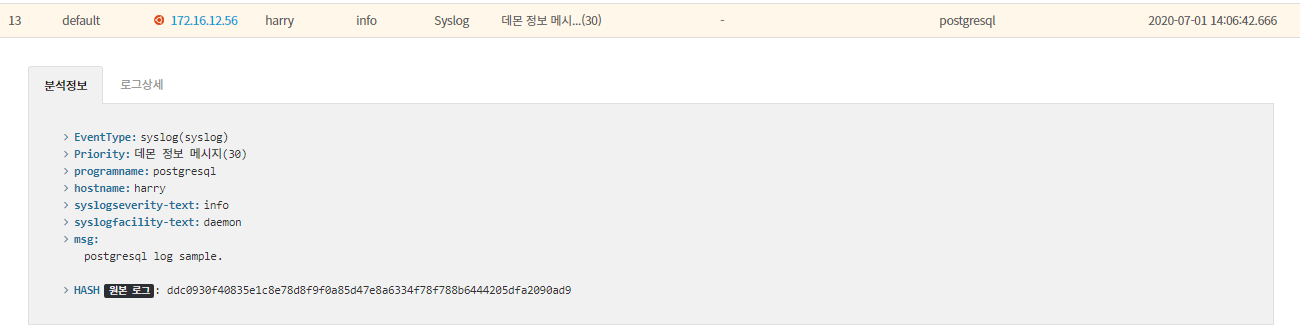 13 default 172.16.12.56 harry info Syslog 데몬 정보 메시...(30) - postgresql 2020-07-01 14:06:42.666
분석정보 로그상세
> EventType: syslog(syslog)
> Priority: 데몬 정보 메시지(30)
> programname: postgresql
> hostname: harry
> syslogseverity-text: info
> syslogfacility-text: daemon
> msg:
postgresql log sample.
> HASH 원본 로그 : ddc0930f40835e1c8e78d8f9f0a85d47e8a6334f78f788b6444205dfa2090ad9